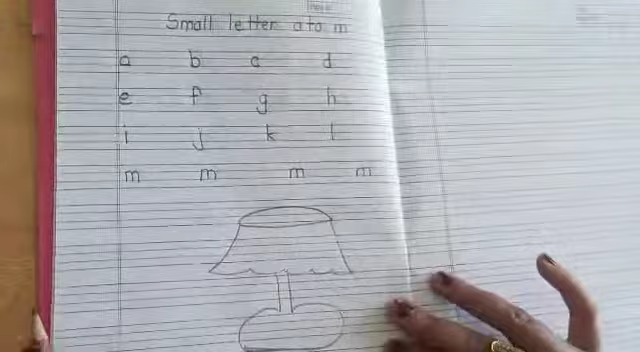 Small letter a to m
a b c d
e f g h
i j k l
m m m m